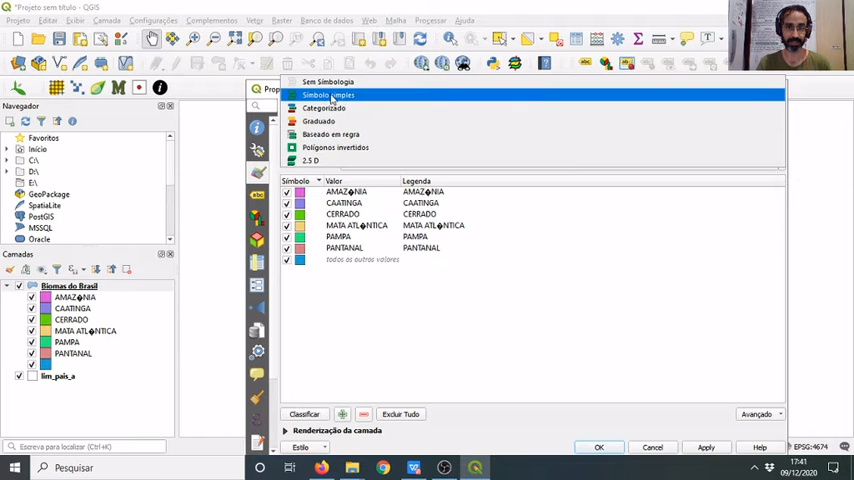 *Projeto sem título — QGIS
Projeto Editar Exibir Camada Configurações Complementos Vetor Raster Banco de dados Web Malha Processar Ajuda
Sem Simbologia
Símbolo simples
Categorizado
Graduado
Baseado em regra
Polígonos invertidos
2.5 D
Navegador
Favoritos
Início
C:\
D:\
E:\
GeoPackage
SpatiaLite
PostGIS
MSSQL
Oracle
Símbolo Valor Legenda
AMAZ�NIA AMAZ�NIA
CAATINGA CAATINGA
CERRADO CERRADO
MATA ATL�NTICA MATA ATL�NTICA
PAMPA PAMPA
PANTANAL PANTANAL
todos os outros valores
Camadas
Biomas do Brasil
AMAZ�NIA
CAATINGA
CERRADO
MATA ATL�NTICA
PAMPA
PANTANAL
lim_pais_a
Classificar Excluir Tudo Avançado
Renderização da camada
Estilo OK Cancel Apply Help
Escreva para localizar (Ctrl+K)
EPSG:4674
Pesquisar
17:41
09/12/2020